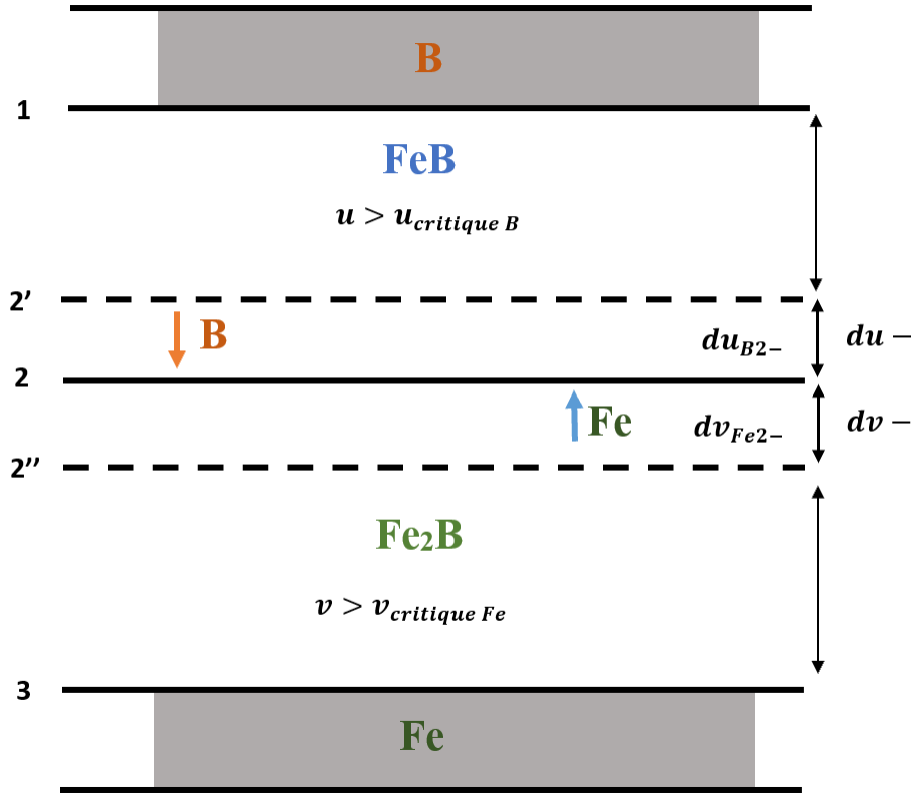 B
1
FeB
u > u_critique B
2'
B
du_B2− du −
2
Fe
dv_Fe2− dv −
2''
Fe₂B
v > v_critique Fe
3
Fe